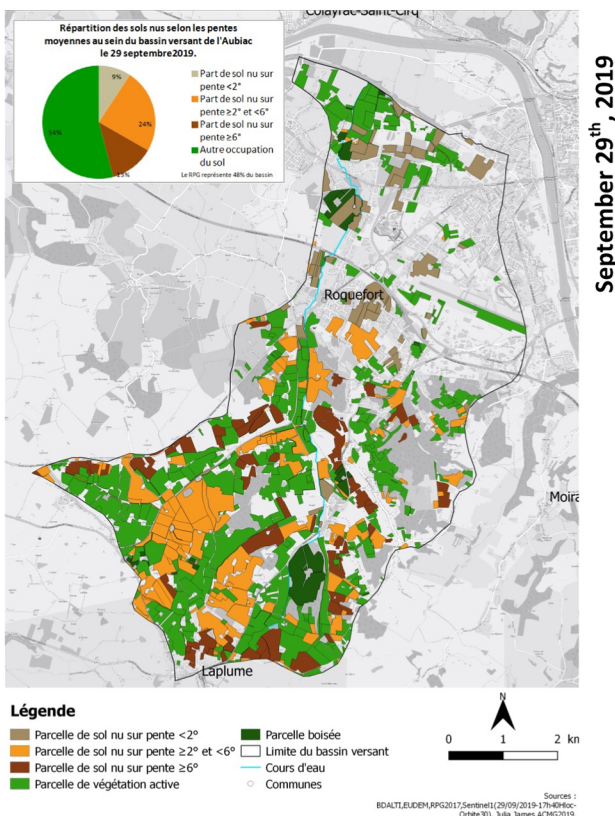 Colayrac-Saint-Cirq
Répartition des sols nus selon les pentes
moyennes au sein du bassin versant de l'Aubiac
le 29 septembre2019.
9%
24%
15%
54%
Part de sol nu sur
pente <2°
Part de sol nu sur
pente ≥2° et <6°
Part de sol nu sur
pente ≥6°
Autre occupation
du sol
Le RPG représente 48% du bassin
September 29th, 2019
Roquefort
Moira
Laplume
Légende
Parcelle de sol nu sur pente <2°
Parcelle de sol nu sur pente ≥2° et <6°
Parcelle de sol nu sur pente ≥6°
Parcelle de végétation active
Parcelle boisée
Limite du bassin versant
Cours d'eau
Communes
N
0 1 2 km
Sources :
BDALTI,EUDEM,RPG2017,Sentinel1(29/09/2019-17h40Hloc-
Orbite30), Julia James ACMG2019.